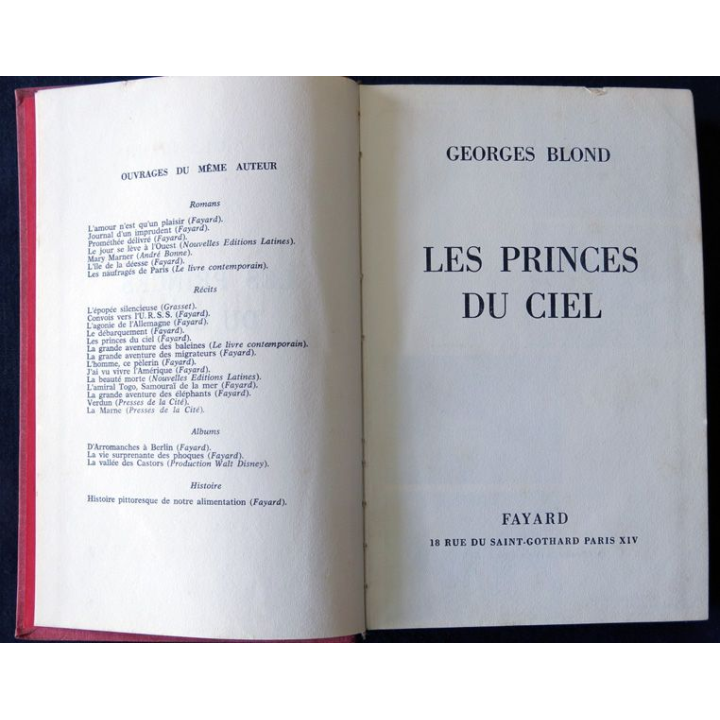 OUVRAGES DU MÊME AUTEUR
Romans
L'amour n'est qu'un plaisir (Fayard).
Journal d'un imprudent (Fayard).
Prométhée délivré (Fayard).
Le jour se lève à l'Ouest (Nouvelles Editions Latines).
Mary Marner (André Bonne).
L'île de la déesse (Fayard).
Les naufragés de Paris (Le livre contemporain).
Récits
L'épopée silencieuse (Grasset).
Convois vers l'U.R.S.S. (Fayard).
L'agonie de l'Allemagne (Fayard).
Le débarquement (Fayard).
Les princes du ciel (Fayard).
La grande aventure des baleines (Le livre contemporain).
La grande aventure des migrateurs (Fayard).
L'homme, ce pèlerin (Fayard).
J'ai vu vivre l'Amérique (Fayard).
La beauté morte (Nouvelles Editions Latines).
L'amiral Togo, Samouraï de la mer (Fayard).
La grande aventure des éléphants (Fayard).
Verdun (Presses de la Cité).
La Marne (Presses de la Cité).
Albums
D'Arromanches à Berlin (Fayard).
La vie surprenante des phoques (Fayard).
La vallée des Castors (Production Walt Disney).
Histoire
Histoire pittoresque de notre alimentation (Fayard).
GEORGES BLOND
LES PRINCES
DU CIEL
FAYARD
18 RUE DU SAINT-GOTHARD PARIS XIV